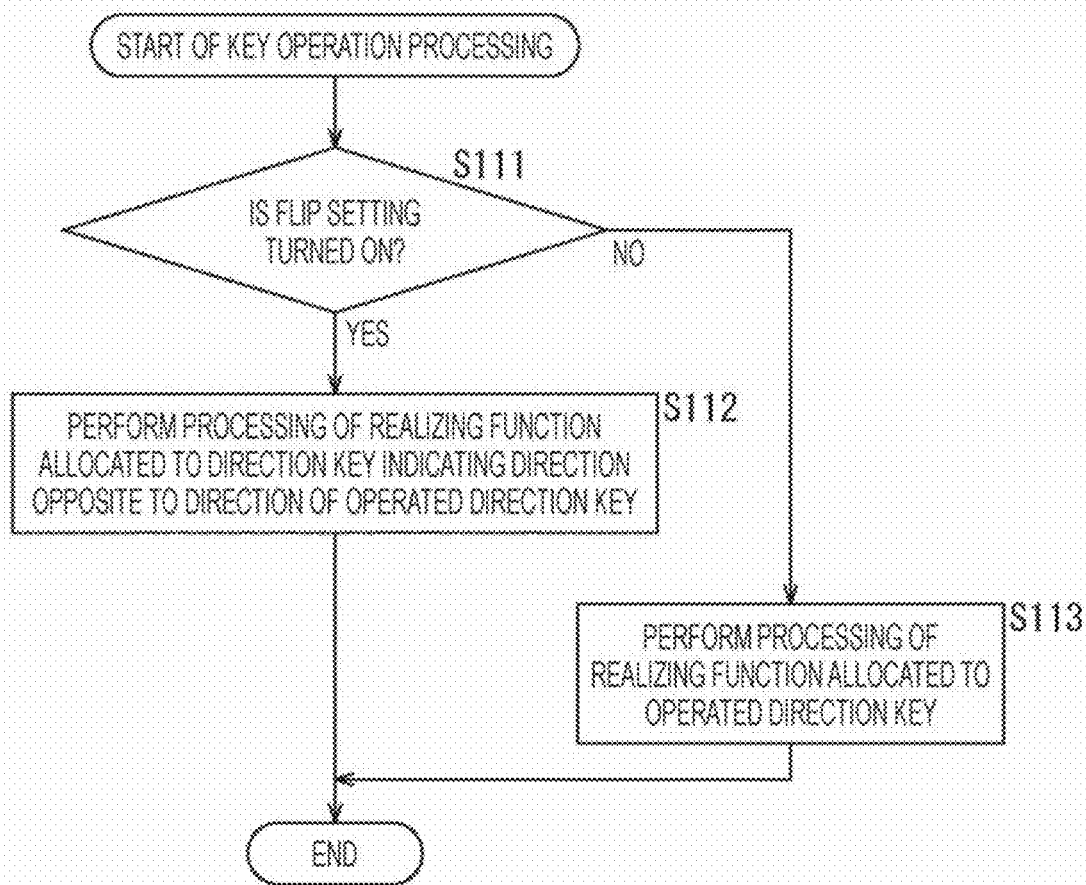 START OF KEY OPERATION PROCESSING
S111
IS FLIP SETTING
TURNED ON?
NO
YES
S112
PERFORM PROCESSING OF REALIZING FUNCTION
ALLOCATED TO DIRECTION KEY INDICATING DIRECTION
OPPOSITE TO DIRECTION OF OPERATED DIRECTION KEY
S113
PERFORM PROCESSING OF
REALIZING FUNCTION ALLOCATED TO
OPERATED DIRECTION KEY
END